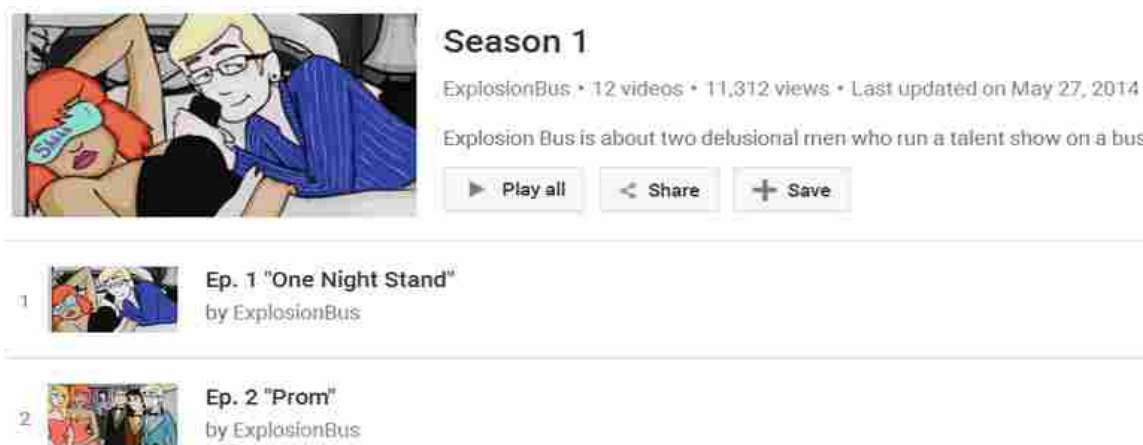 Season 1
ExplosionBus • 12 videos • 11,312 views • Last updated on May 27, 2014
Explosion Bus is about two delusional men who run a talent show on a bus
Play all
Share
Save
1
Ep. 1 "One Night Stand"
by ExplosionBus
2
Ep. 2 "Prom"
by ExplosionBus